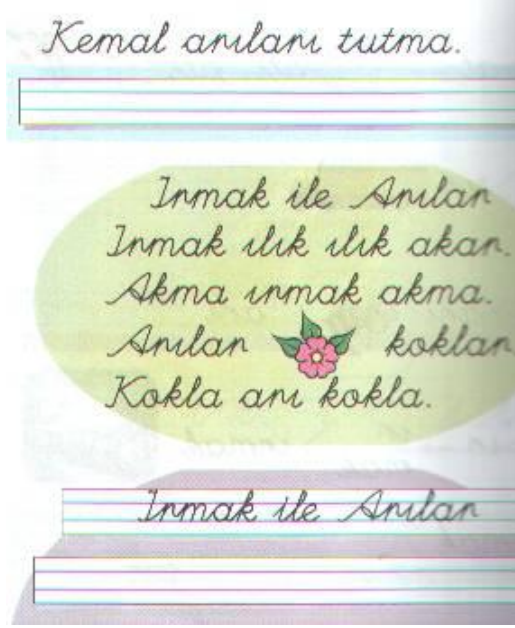 Kemal arıları tutma.
Irmak ile Arılar
Irmak ılık ılık akar.
Akma ırmak akma.
Arılar koklar
Kokla arı kokla.
Irmak ile Arılar